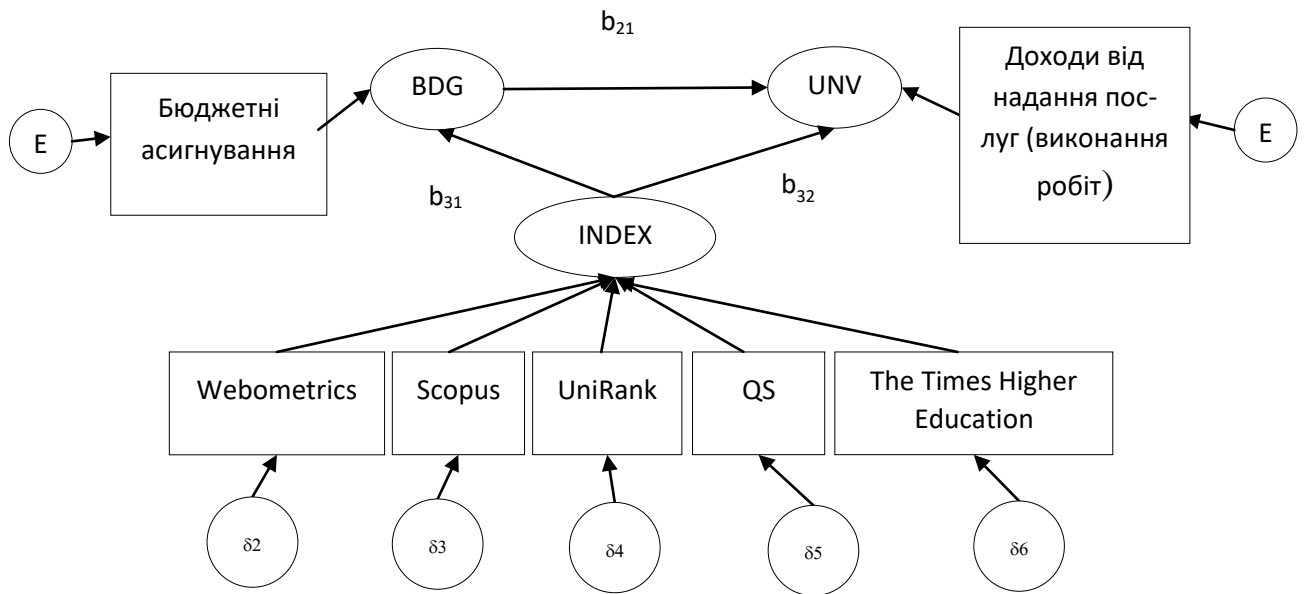 b21
BDG
UNV
Бюджетні
асигнування
Доходи від
надання пос-
луг (виконання
робіт)
E
E
b31
b32
INDEX
Webometrics
Scopus
UniRank
QS
The Times Higher
Education
δ2
δ3
δ4
δ5
δ6